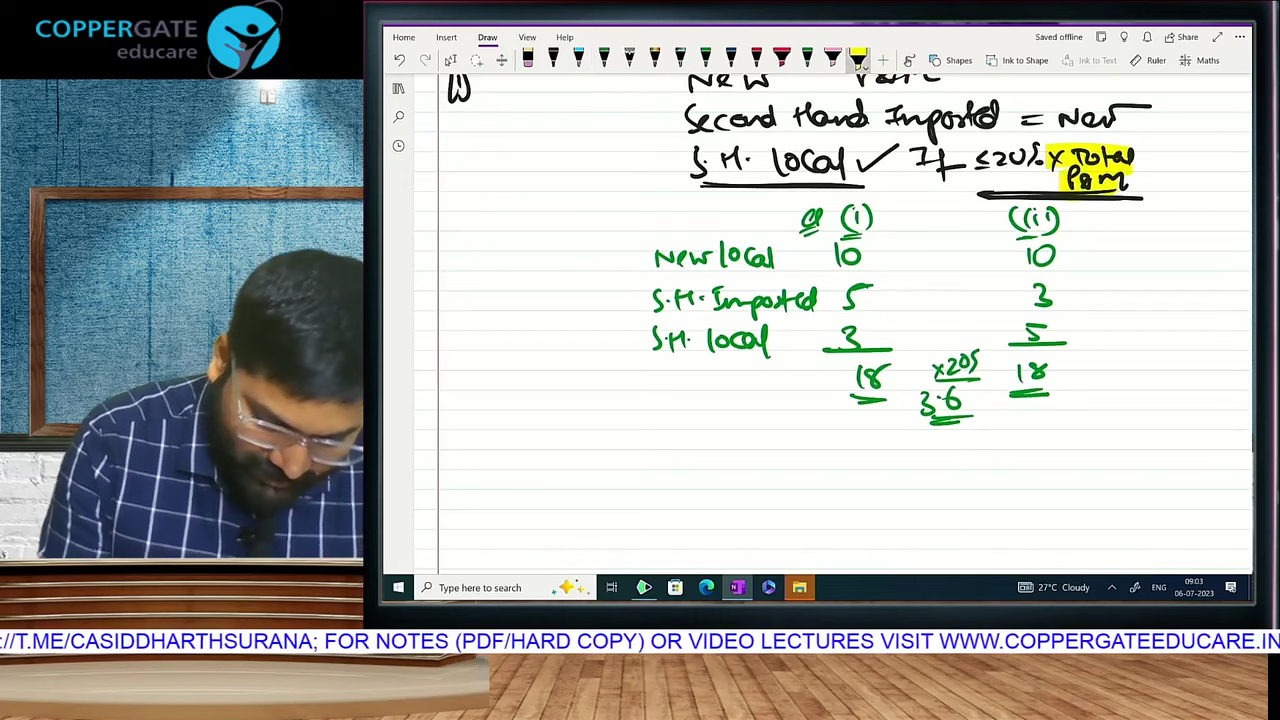 COPPERGATE
educare
Home Insert Draw View Help
Saved offline
Share
Shapes
Ink to Shape
Ink to Text
Ruler
Maths
New
Second Hand Imported = New
S.H. local ✓ If ≤20% x Total
P&M
(i) (ii)
New local 10 10
S.H. Imported 5 3
S.H. local 3 5
18 x20% 18
3.6
Type here to search
27°C Cloudy
ENG
09:03
06-07-2023
://T.ME/CASIDDHARTHSURANA; FOR NOTES (PDF/HARD COPY) OR VIDEO LECTURES VISIT WWW.COPPERGATEEDUCARE.IN